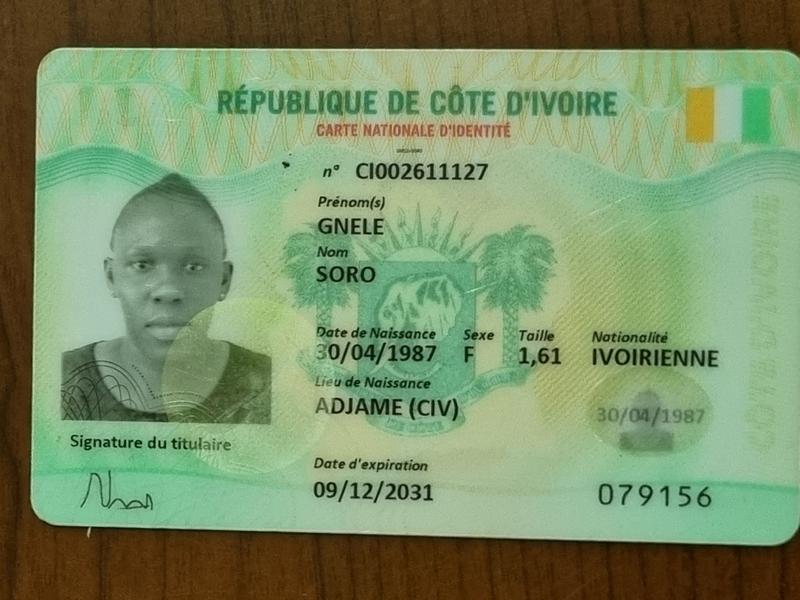 RÉPUBLIQUE DE CÔTE D'IVOIRE
CARTE NATIONALE D'IDENTITÉ
n° CI002611127
Prénom(s)
GNELE
Nom
SORO
Date de Naissance Sexe Taille Nationalité
30/04/1987 F 1,61 IVOIRIENNE
Lieu de Naissance
ADJAME (CIV)
30/04/1987
Signature du titulaire
Date d'expiration
09/12/2031
079156